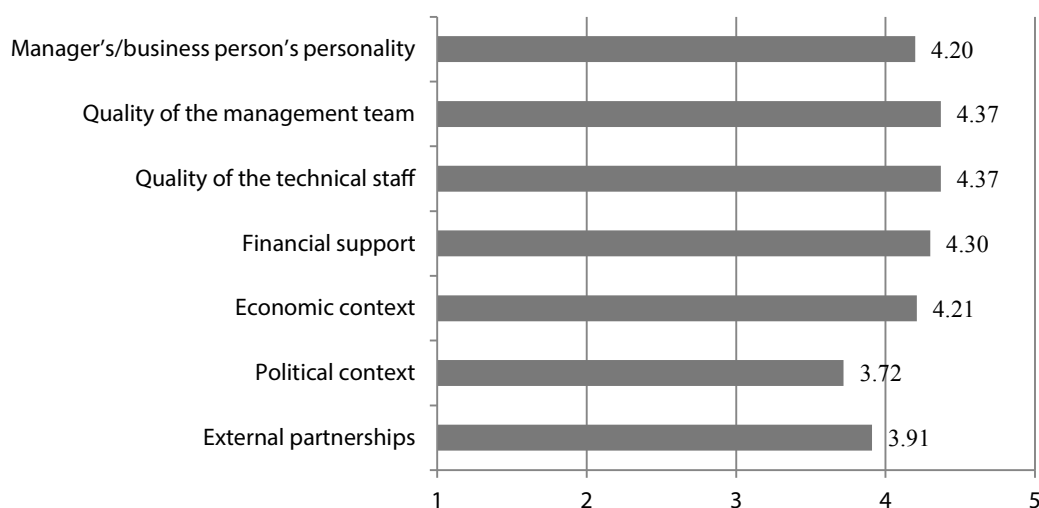 Manager’s/business person’s personality 4.20
Quality of the management team 4.37
Quality of the technical staff 4.37
Financial support 4.30
Economic context 4.21
Political context 3.72
External partnerships 3.91
1 2 3 4 5